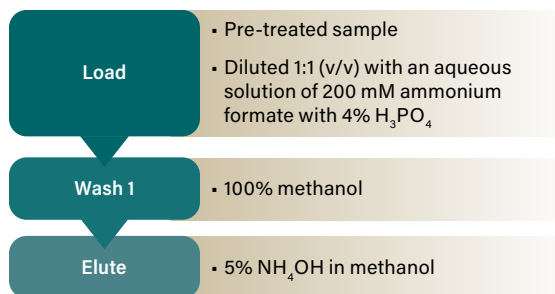 Load
▪ Pre-treated sample
▪ Diluted 1:1 (v/v) with an aqueous
solution of 200 mM ammonium
formate with 4% H₃PO₄
Wash 1
▪ 100% methanol
Elute
▪ 5% NH₄OH in methanol